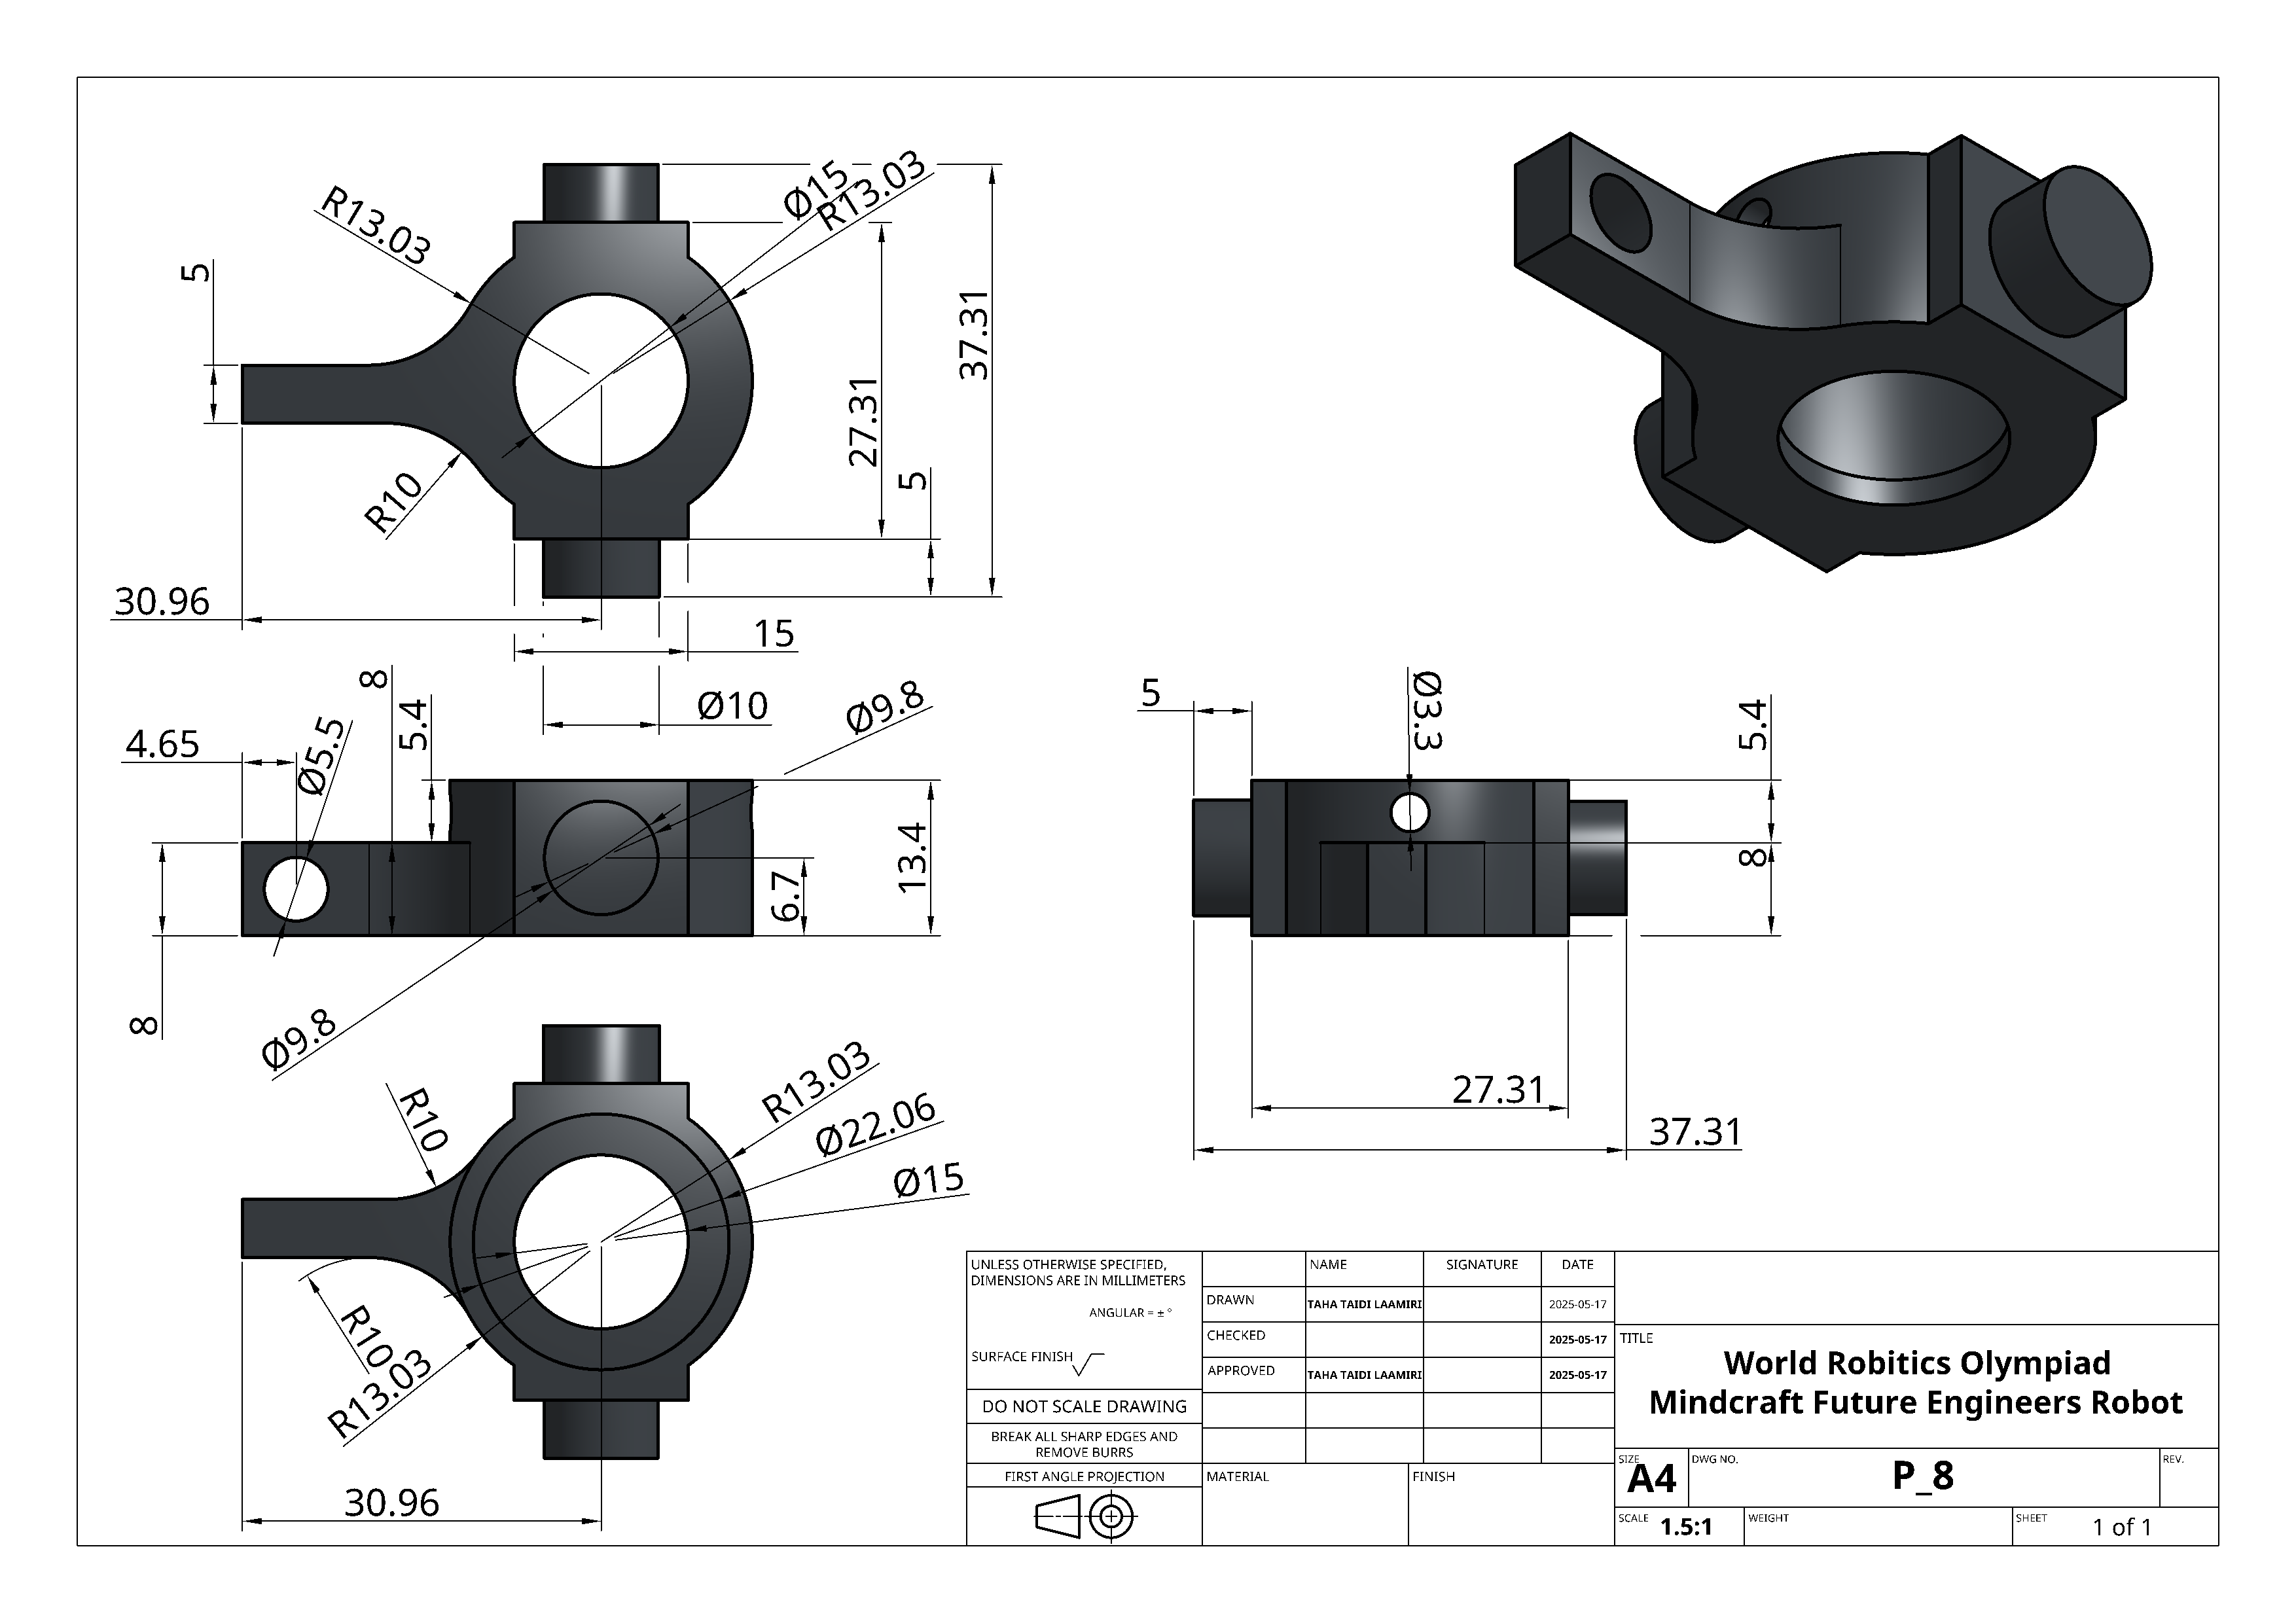 R13.03
Ø15
R13.03
5
37.31
27.31
5
R10
30.96
15
Ø10
8
5.4
Ø9.8
4.65
Ø5.5
13.4
6.7
8
Ø9.8
5
Ø3.3
5.4
8
27.31
37.31
R10
R13.03
Ø22.06
Ø15
R10
R13.03
30.96
UNLESS OTHERWISE SPECIFIED,
DIMENSIONS ARE IN MILLIMETERS
ANGULAR = ± °
SURFACE FINISH
DO NOT SCALE DRAWING
BREAK ALL SHARP EDGES AND
REMOVE BURRS
FIRST ANGLE PROJECTION
NAME SIGNATURE DATE
DRAWN TAHA TAIDI LAAMIRI 2025-05-17
CHECKED 2025-05-17
APPROVED TAHA TAIDI LAAMIRI 2025-05-17
MATERIAL FINISH
TITLE
World Robitics Olympiad
Mindcraft Future Engineers Robot
SIZE A4 DWG NO. P_8 REV.
SCALE 1.5:1 WEIGHT SHEET 1 of 1